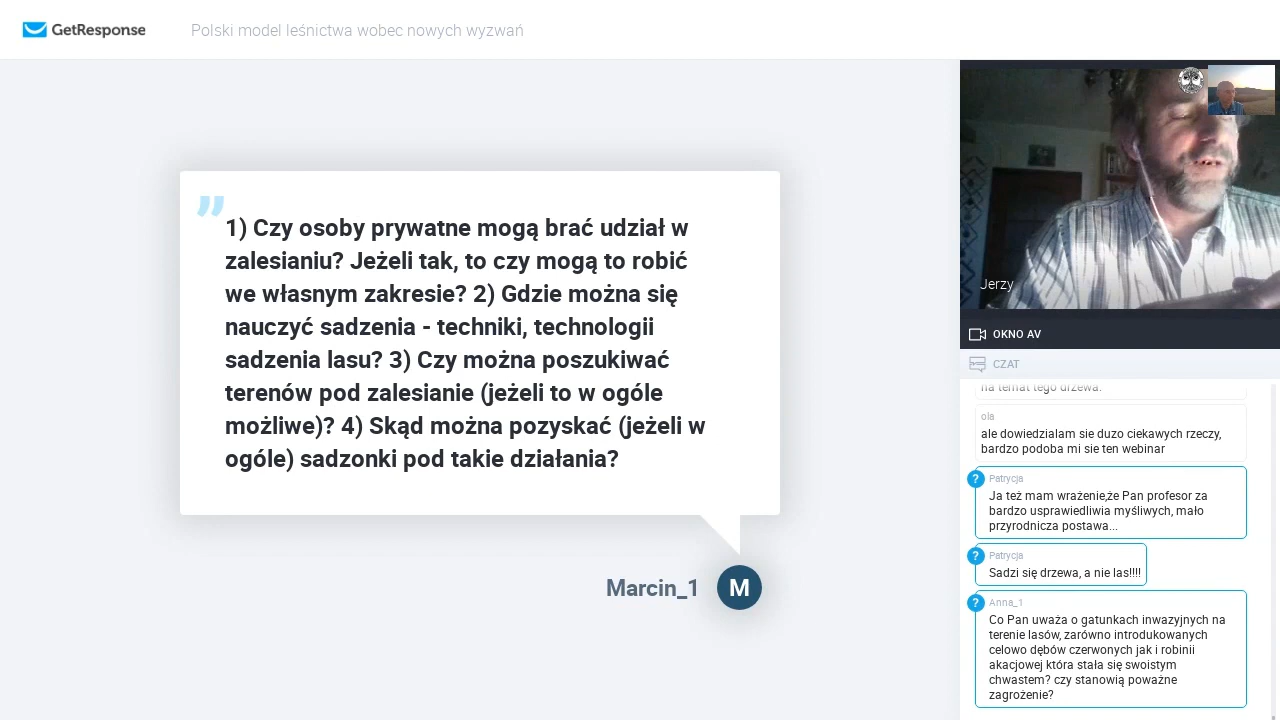 GetResponse
Polski model leśnictwa wobec nowych wyzwań
”
1) Czy osoby prywatne mogą brać udział w
zalesianiu? Jeżeli tak, to czy mogą to robić
we własnym zakresie? 2) Gdzie można się
nauczyć sadzenia - techniki, technologii
sadzenia lasu? 3) Czy można poszukiwać
terenów pod zalesianie (jeżeli to w ogóle
możliwe)? 4) Skąd można pozyskać (jeżeli w
ogóle) sadzonki pod takie działania?
Marcin_1
M
Jerzy
OKNO AV
CZAT
na temat tego drzewa.
ola
ale dowiedzialam sie duzo ciekawych rzeczy,
bardzo podoba mi sie ten webinar
?
Patrycja
Ja też mam wrażenie,że Pan profesor za
bardzo usprawiedliwia myśliwych, mało
przyrodnicza postawa...
?
Patrycja
Sadzi się drzewa, a nie las!!!!
?
Anna_1
Co Pan uważa o gatunkach inwazyjnych na
terenie lasów, zarówno introdukowanych
celowo dębów czerwonych jak i robinii
akacjowej która stała się swoistym
chwastem? czy stanowią poważne
zagrożenie?